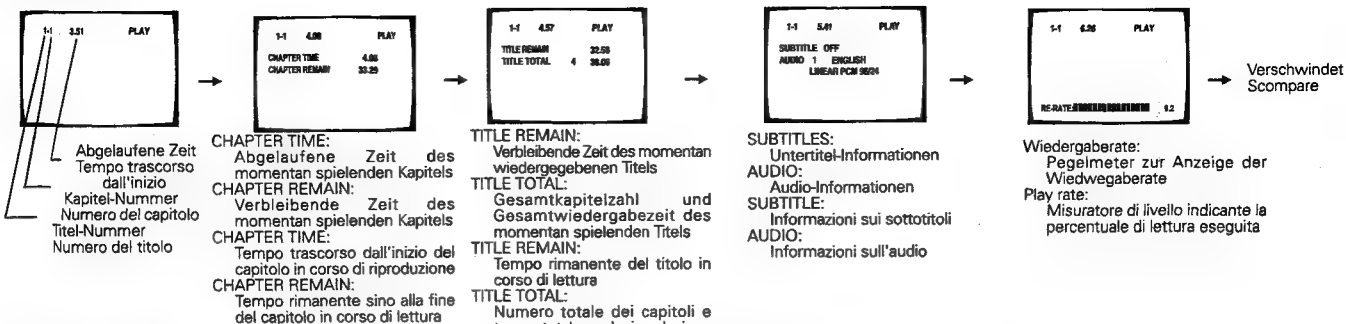 1-1 3.51 PLAY
Abgelaufene Zeit
Tempo trascorso
dall'inizio
Kapitel-Nummer
Numero del capitolo
Titel-Nummer
Numero del titolo
1-1 4.08 PLAY
CHAPTER TIME 4.08
CHAPTER REMAIN 33.29
CHAPTER TIME:
Abgelaufene Zeit des
momentan spielenden Kapitels
CHAPTER REMAIN:
Verbleibende Zeit des
momentan spielenden Kapitels
CHAPTER TIME:
Tempo trascorso dall'inizio del
capitolo in corso di riproduzione
CHAPTER REMAIN:
Tempo rimanente sino alla fine
del capitolo in corso di lettura
1-1 4.57 PLAY
TITLE REMAIN
TITLE TOTAL 4
TITLE REMAIN:
Verbleibende Zeit des momentan
wiedergegebenen Titels
TITLE TOTAL:
Gesamtkapitelzahl und
Gesamtwiedergabezeit des
momentan spielenden Titels
TITLE REMAIN:
Tempo rimanente del titolo in
corso di lettura
TITLE TOTAL:
Numero totale dei capitoli e
1-1 5.41 PLAY
SUBTITLE OFF
AUDIO 1 ENGLISH
LINEAR PCM
SUBTITLES:
Untertitel-Informationen
AUDIO:
Audio-Informationen
SUBTITLE:
Informazioni sui sottotitoli
AUDIO:
Informazioni sull'audio
1-1 6.26 PLAY
RE-RATE: 9.2
Wiedergaberate:
Pegelmeter zur Anzeige der
Wiedwegaberate
Play rate:
Misuratore di livello indicante la
percentuale di lettura eseguita
Verschwindet
Scompare